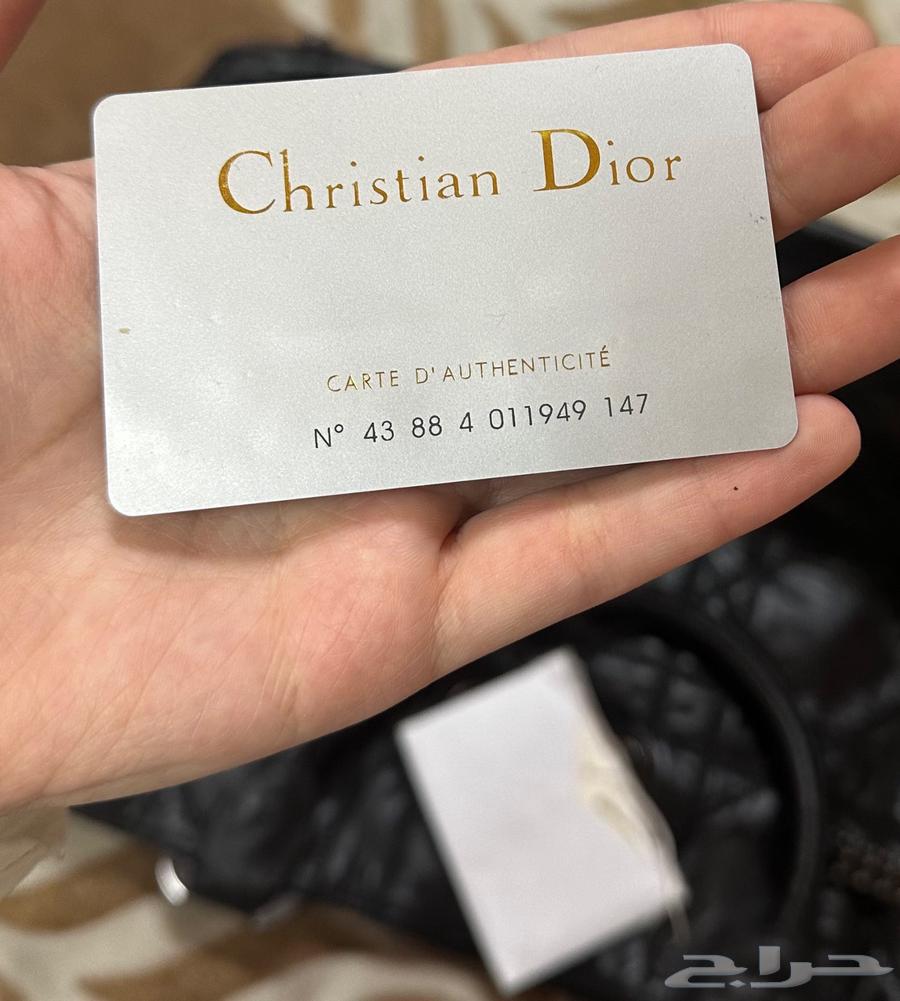 Christian Dior
CARTE D'AUTHENTICITÉ
N° 43 88 4 011949 147
حراج